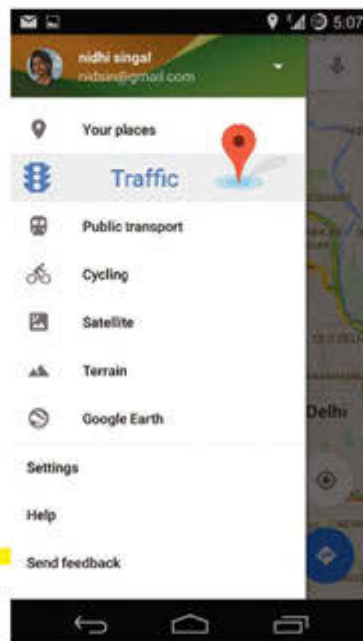 5:07
nidhi singal
nidsin@gmail.com
Your places
Traffic
Public transport
Cycling
Satellite
Terrain
Google Earth
Delhi
Settings
Help
Send feedback